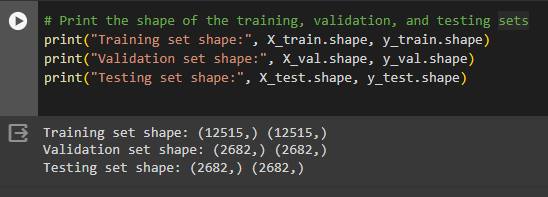 # Print the shape of the training, validation, and testing sets
print("Training set shape:", X_train.shape, y_train.shape)
print("Validation set shape:", X_val.shape, y_val.shape)
print("Testing set shape:", X_test.shape, y_test.shape)
Training set shape: (12515,) (12515,)
Validation set shape: (2682,) (2682,)
Testing set shape: (2682,) (2682,)